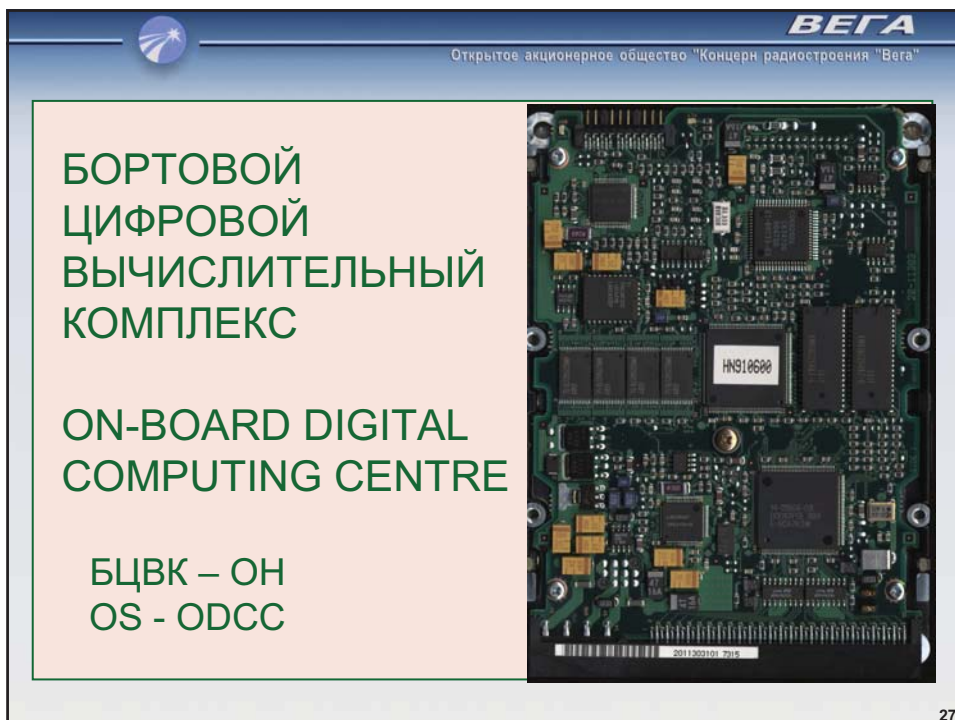 ВЕГА
Открытое акционерное общество "Концерн радиостроения "Вега"
БОРТОВОЙ
ЦИФРОВОЙ
ВЫЧИСЛИТЕЛЬНЫЙ
КОМПЛЕКС
ON-BOARD DIGITAL
COMPUTING CENTRE
БЦВК – ОН
OS - ODCC
HN910600
2011303101 7315
27